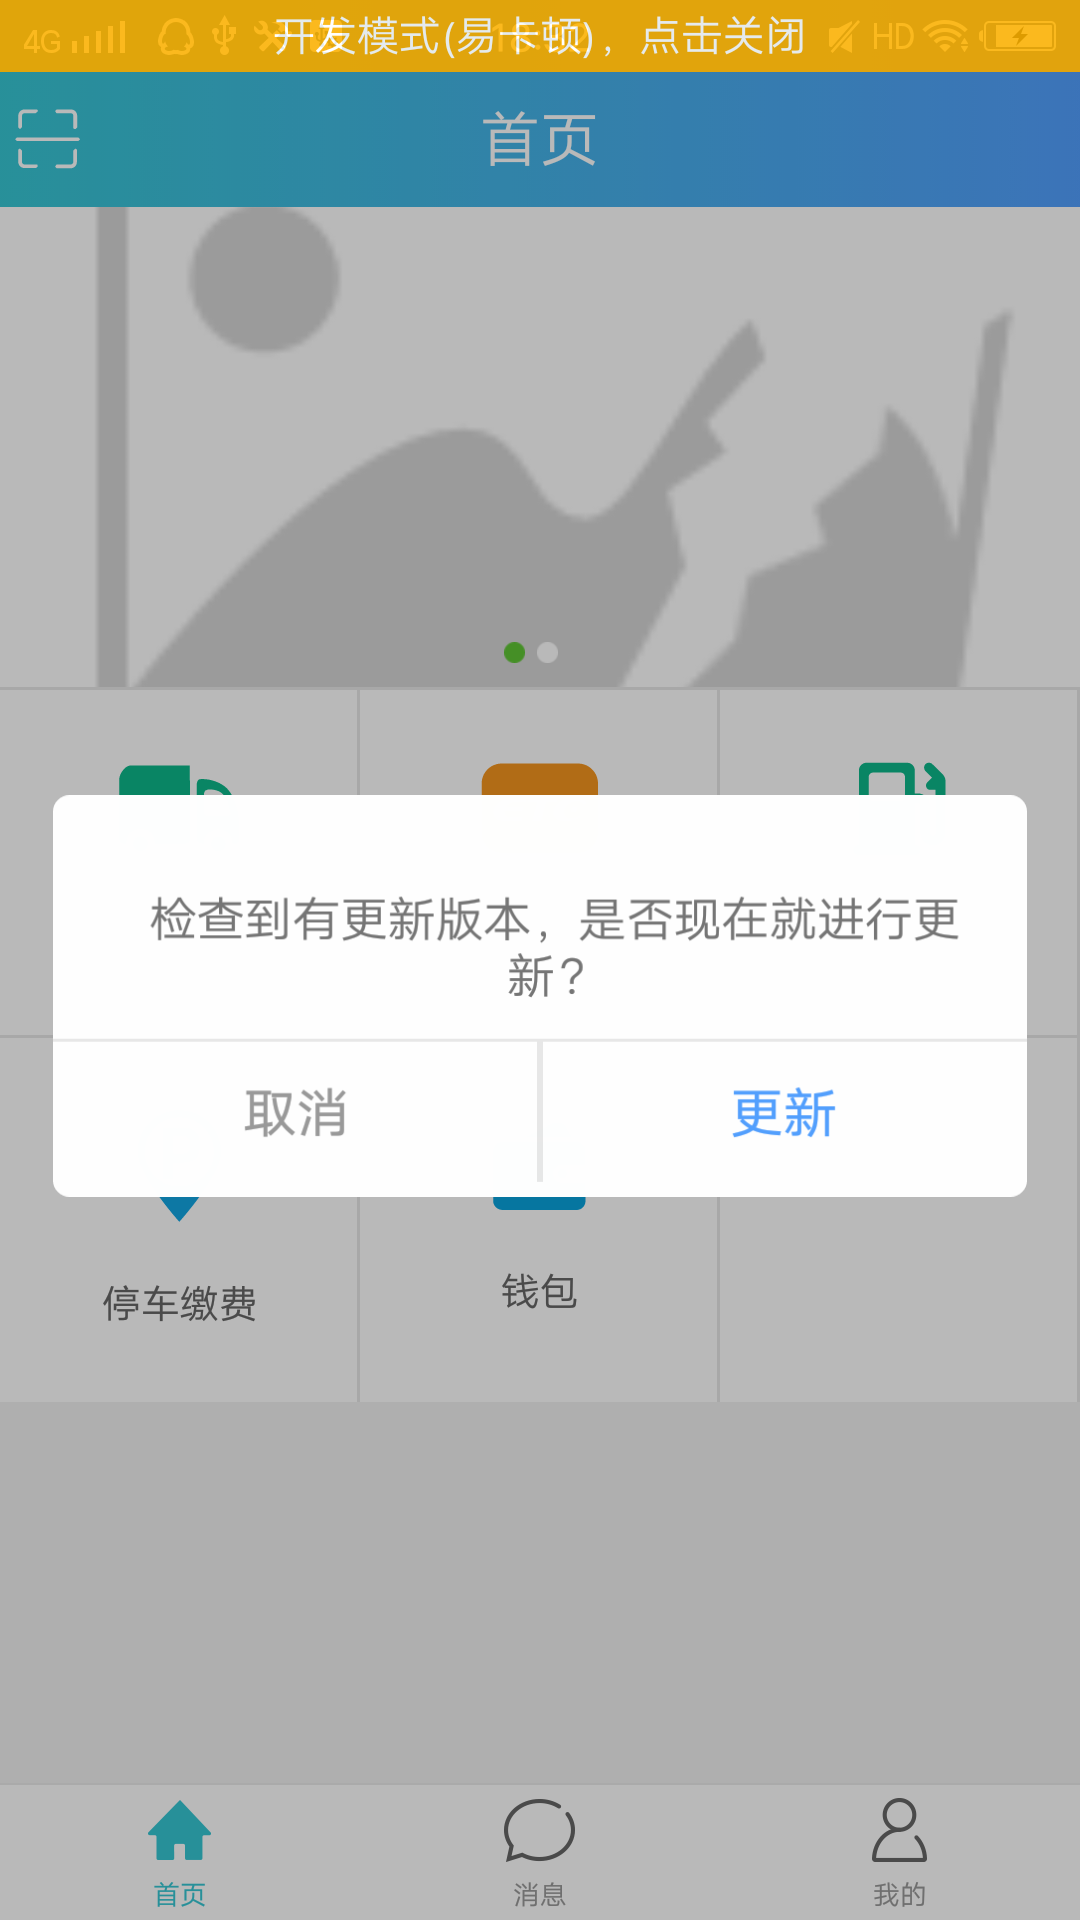 4G 开发模式(易卡顿)，点击关闭 HD
首页
检查到有更新版本，是否现在就进行更
新？
取消 更新
停车缴费 钱包
首页 消息 我的